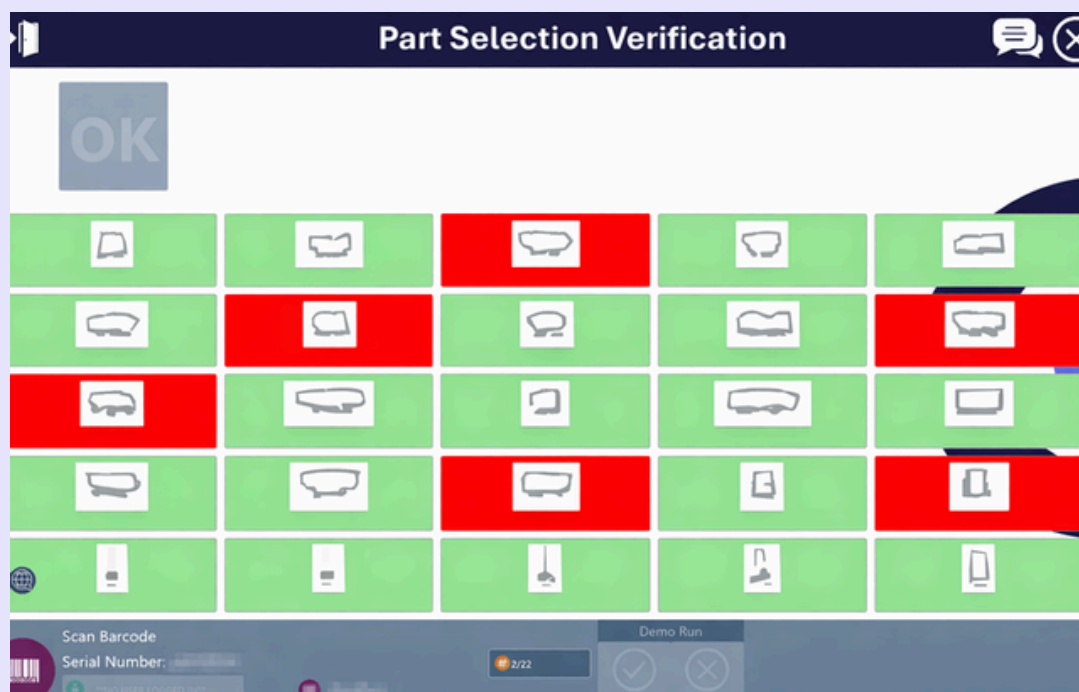 Part Selection Verification
OK
Scan Barcode
Serial Number:
2/22
Demo Run